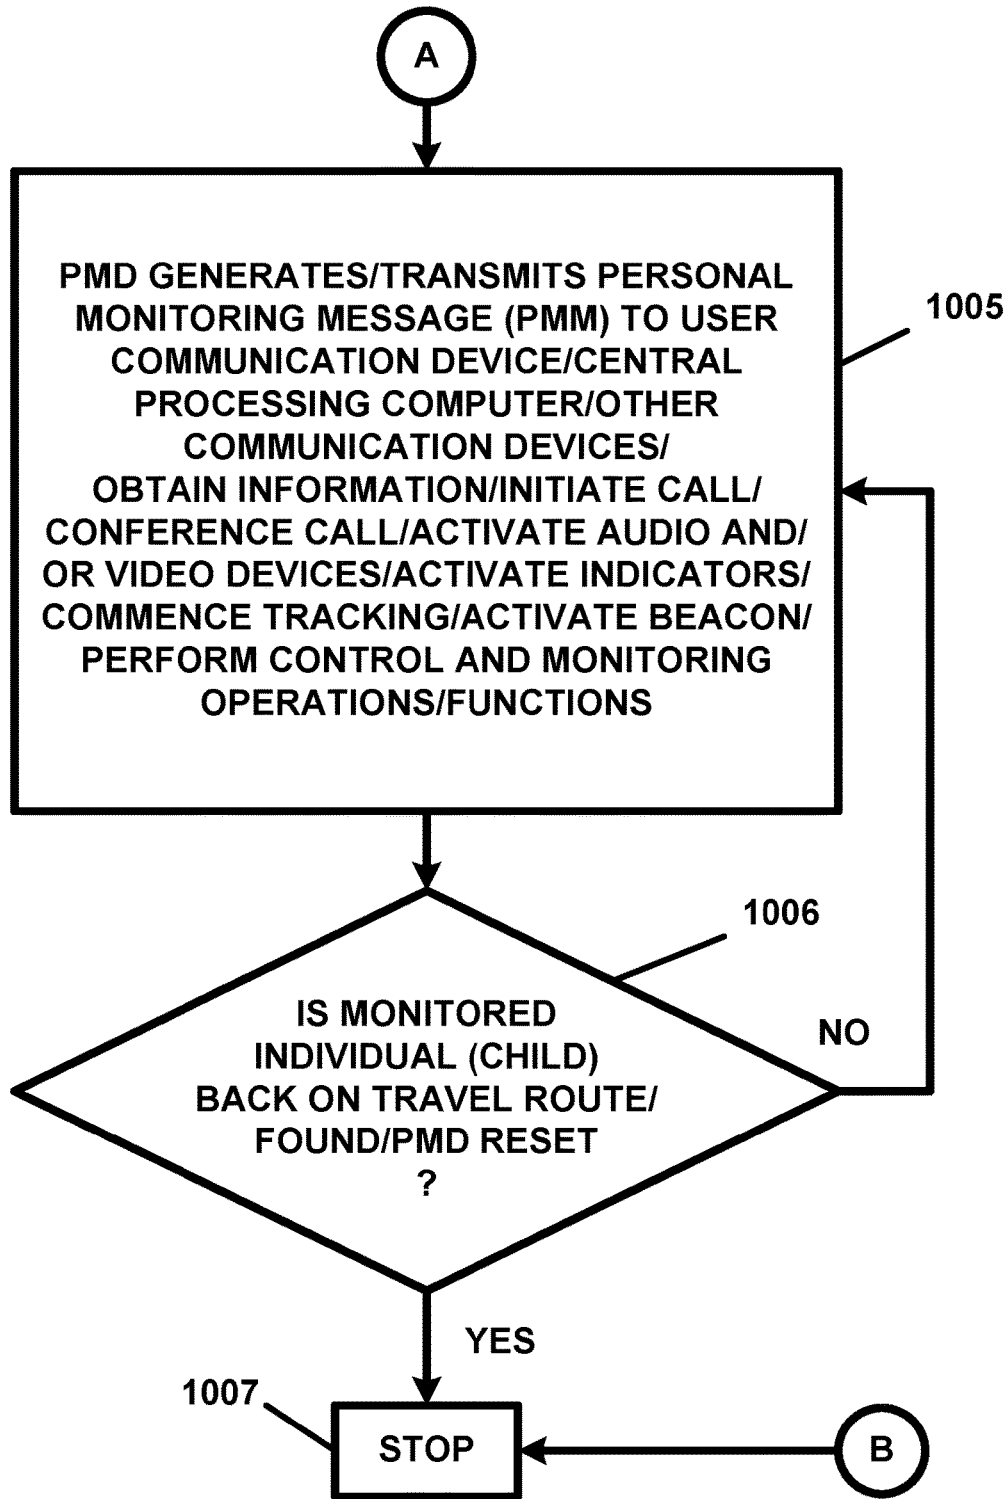 A
PMD GENERATES/TRANSMITS PERSONAL
MONITORING MESSAGE (PMM) TO USER
COMMUNICATION DEVICE/CENTRAL
PROCESSING COMPUTER/OTHER
COMMUNICATION DEVICES/
OBTAIN INFORMATION/INITIATE CALL/
CONFERENCE CALL/ACTIVATE AUDIO AND/
OR VIDEO DEVICES/ACTIVATE INDICATORS/
COMMENCE TRACKING/ACTIVATE BEACON/
PERFORM CONTROL AND MONITORING
OPERATIONS/FUNCTIONS
1005
1006
IS MONITORED
INDIVIDUAL (CHILD)
BACK ON TRAVEL ROUTE/
FOUND/PMD RESET
?
NO
YES
1007
STOP
B